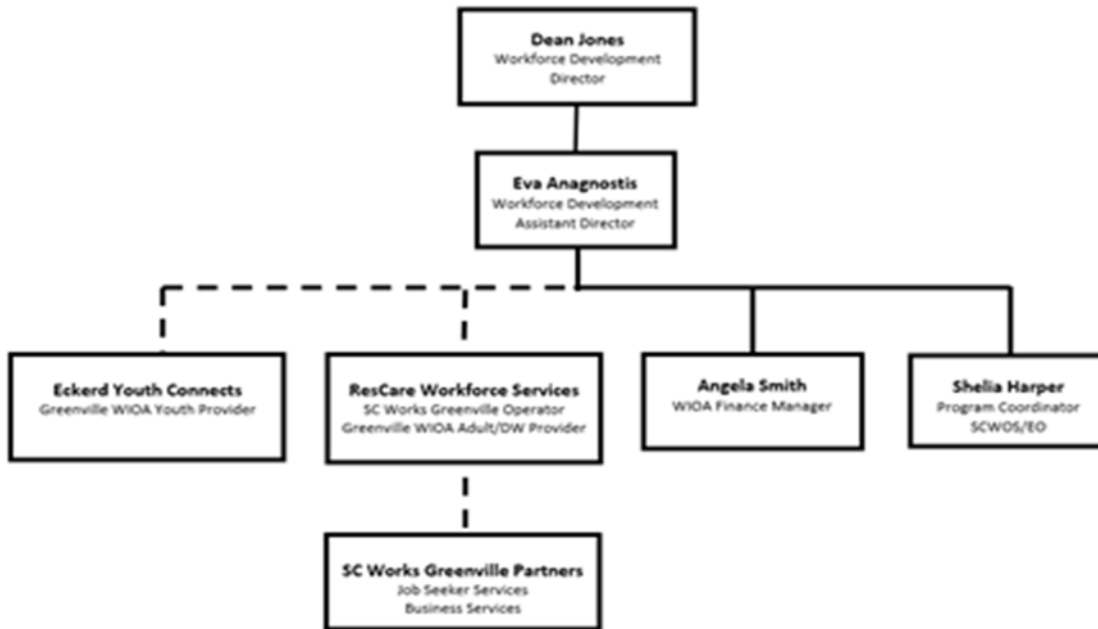 Dean Jones
Workforce Development
Director
Eva Anagnostis
Workforce Development
Assistant Director
Eckerd Youth Connects
Greenville WIOA Youth Provider
ResCare Workforce Services
SC Works Greenville Operator
Greenville WIOA Adult/DW Provider
Angela Smith
WIOA Finance Manager
Shelia Harper
Program Coordinator
SCWOS/EO
SC Works Greenville Partners
Job Seeker Services
Business Services